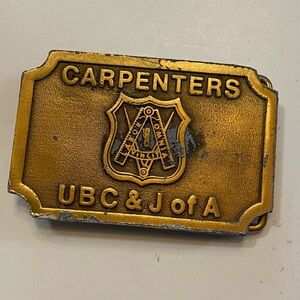 CARPENTERS
UBC & J of A